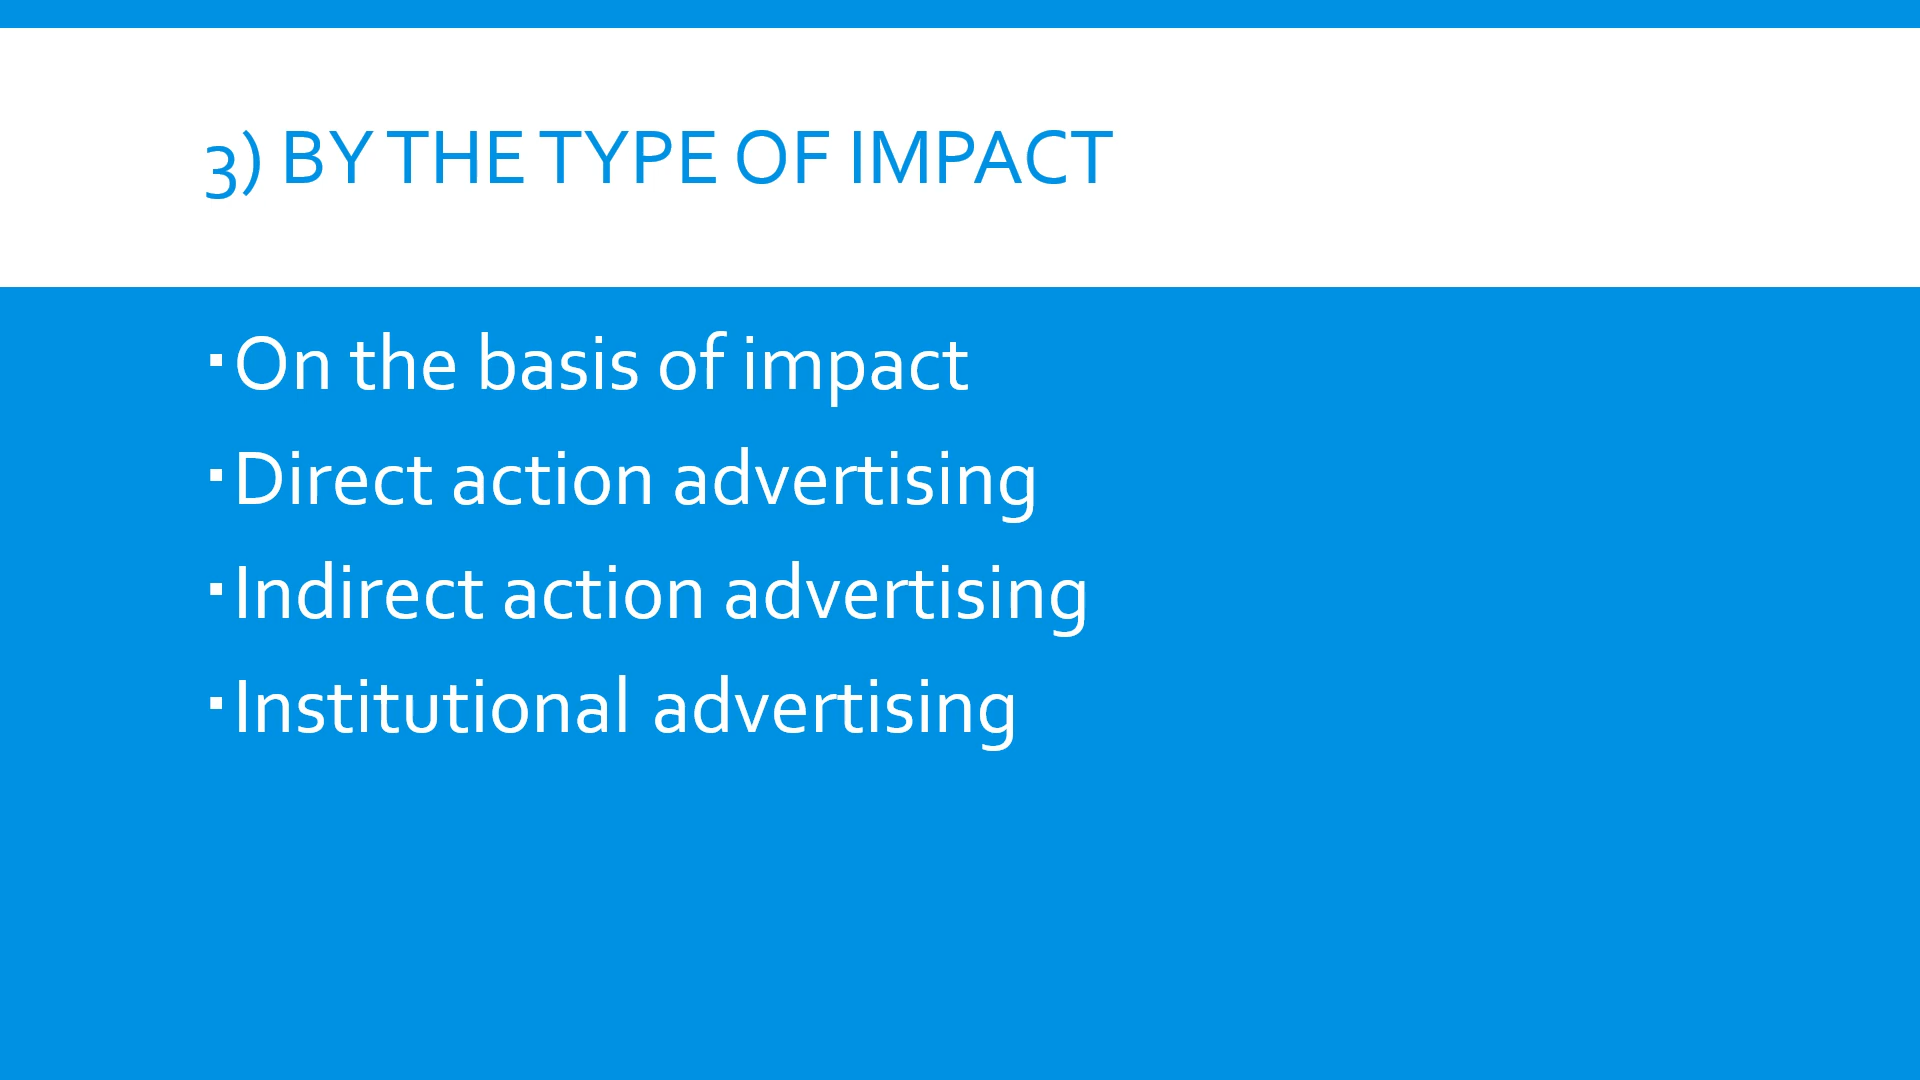 3) BY THE TYPE OF IMPACT
▪On the basis of impact
▪Direct action advertising
▪Indirect action advertising
▪Institutional advertising